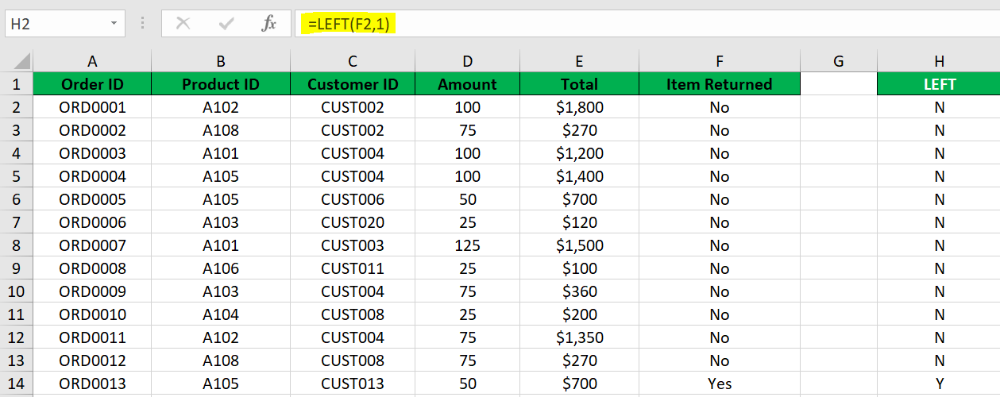 H2 fx =LEFT(F2,1)
A B C D E F G H
1 Order ID Product ID Customer ID Amount Total Item Returned LEFT
2 ORD0001 A102 CUST002 100 $1,800 No N
3 ORD0002 A108 CUST002 75 $270 No N
4 ORD0003 A101 CUST004 100 $1,200 No N
5 ORD0004 A105 CUST004 100 $1,400 No N
6 ORD0005 A105 CUST006 50 $700 No N
7 ORD0006 A103 CUST020 25 $120 No N
8 ORD0007 A101 CUST003 125 $1,500 No N
9 ORD0008 A106 CUST011 25 $100 No N
10 ORD0009 A103 CUST004 75 $360 No N
11 ORD0010 A104 CUST008 25 $200 No N
12 ORD0011 A102 CUST004 75 $1,350 No N
13 ORD0012 A108 CUST008 75 $270 No N
14 ORD0013 A105 CUST013 50 $700 Yes Y